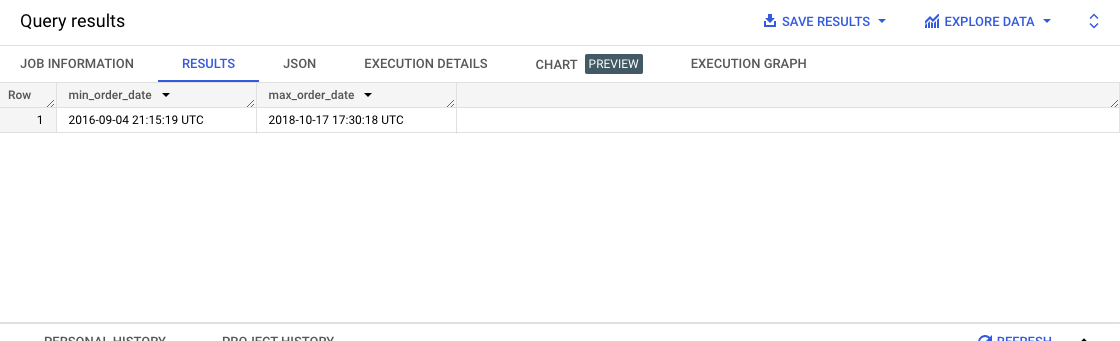 Query results SAVE RESULTS EXPLORE DATA
JOB INFORMATION RESULTS JSON EXECUTION DETAILS CHART PREVIEW EXECUTION GRAPH
Row min_order_date max_order_date
1 2016-09-04 21:15:19 UTC 2018-10-17 17:30:18 UTC
PERSONAL HISTORY PROJECT HISTORY REFRESH